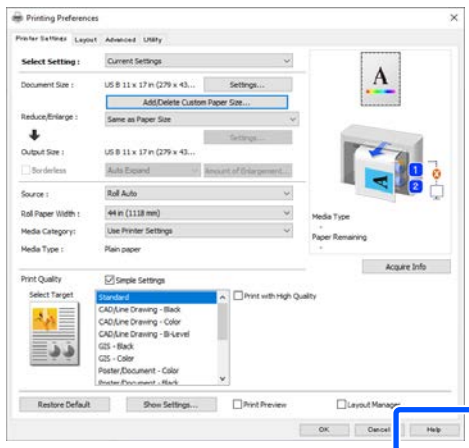 Printing Preferences
Printer Settings Layout Advanced Utility
Select Setting : Current Settings
Document Size : US B 11 x 17 in (279 x 43... Settings...
Add/Delete Custom Paper Size...
Reduce/Enlarge : Same as Paper Size
Settings...
Output Size : US B 11 x 17 in (279 x 43...
Borderless Auto Expand Amount of Enlargement...
Source : Roll Auto
Roll Paper Width : 44 in (1118 mm)
Media Category: Use Printer Settings
Media Type : Plain paper
A
1
2
A
Media Type
-
Paper Remaining
-
Acquire Info
Print Quality Simple Settings
Select Target Standard Print with High Quality
CAD/Line Drawing - Black
CAD/Line Drawing - Color
CAD/Line Drawing - Bi-Level
GIS - Black
GIS - Color
Poster/Document - Color
Poster/Document - Black
Restore Default Show Settings... Print Preview Layout Manager
OK Cancel Help